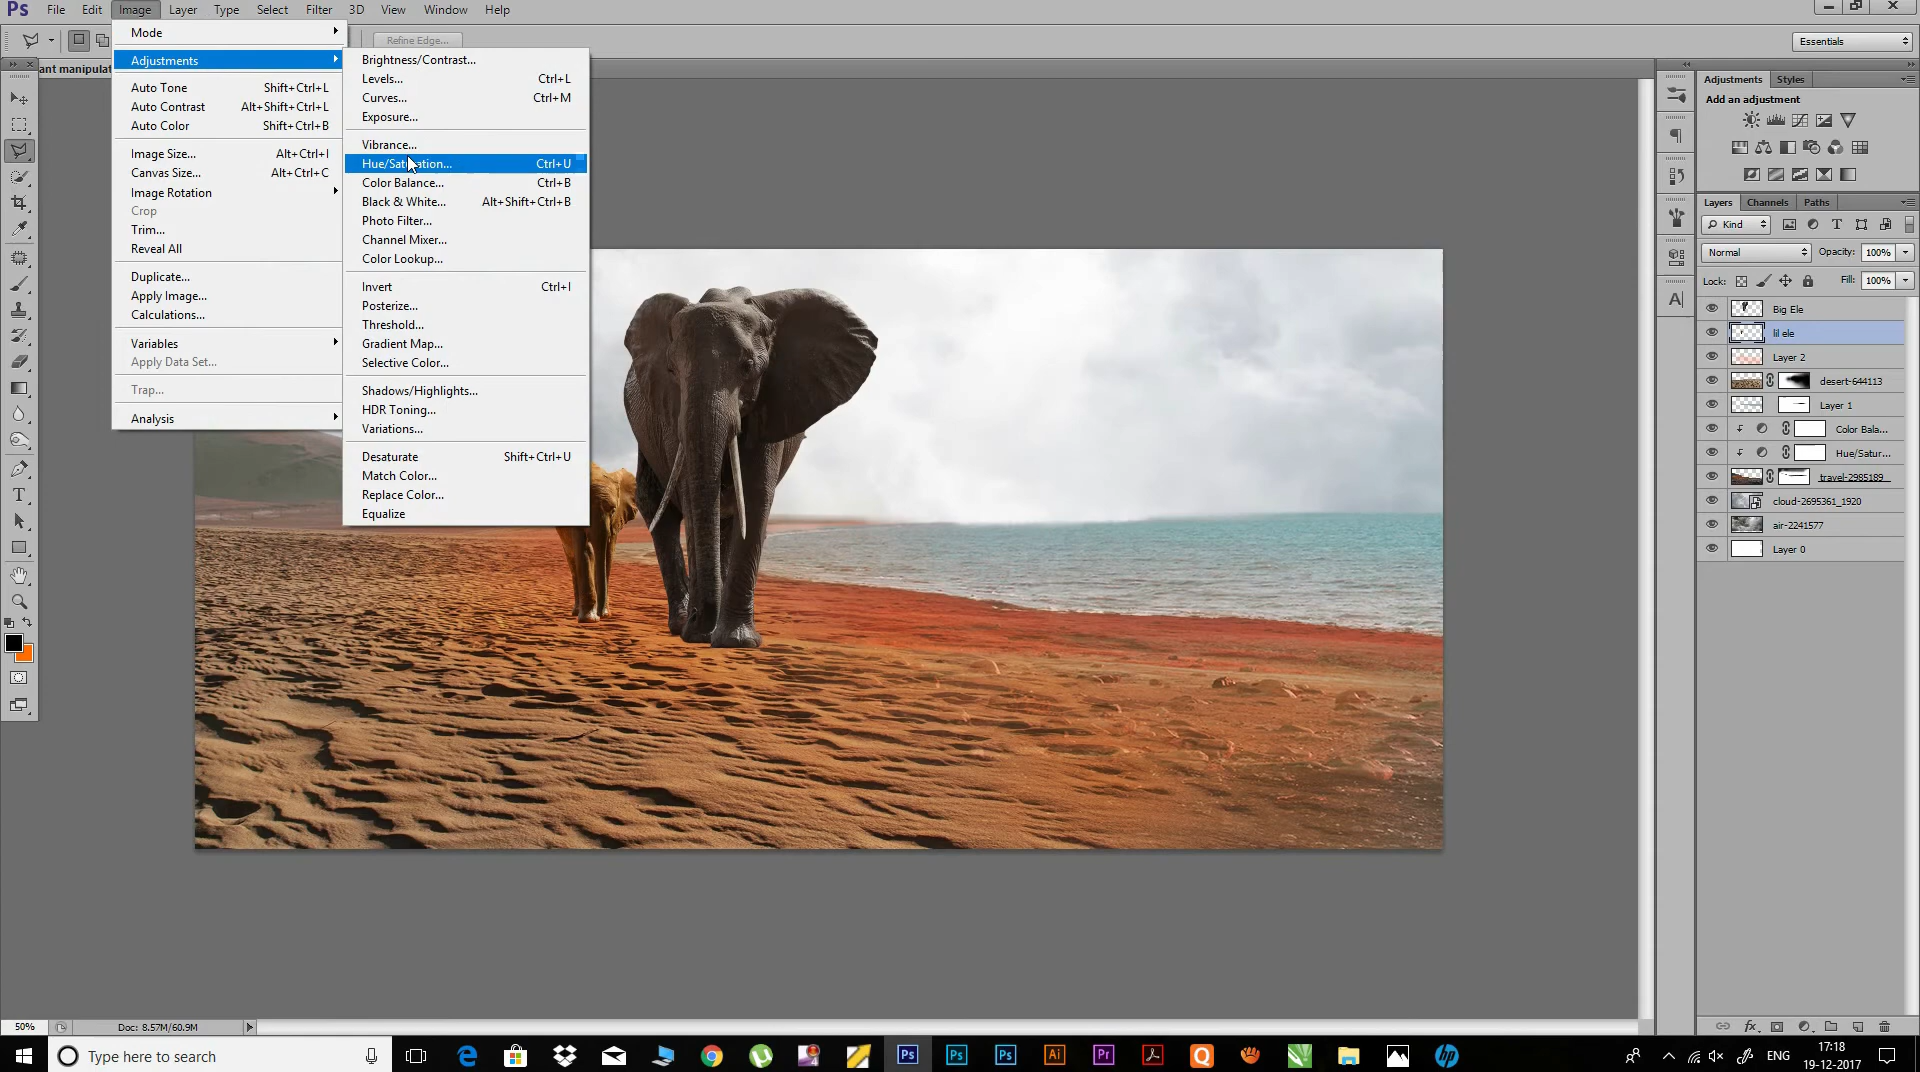 Ps File Edit Image Layer Type Select Filter 3D View Window Help
Refine Edge...
Essentials
ant manipulat
Mode
Adjustments
Auto Tone Shift+Ctrl+L
Auto Contrast Alt+Shift+Ctrl+L
Auto Color Shift+Ctrl+B
Image Size... Alt+Ctrl+I
Canvas Size... Alt+Ctrl+C
Image Rotation
Crop
Trim...
Reveal All
Duplicate...
Apply Image...
Calculations...
Variables
Apply Data Set...
Trap...
Analysis
Brightness/Contrast...
Levels... Ctrl+L
Curves... Ctrl+M
Exposure...
Vibrance...
Hue/Saturation... Ctrl+U
Color Balance... Ctrl+B
Black & White... Alt+Shift+Ctrl+B
Photo Filter...
Channel Mixer...
Color Lookup...
Invert Ctrl+I
Posterize...
Threshold...
Gradient Map...
Selective Color...
Shadows/Highlights...
HDR Toning...
Variations...
Desaturate Shift+Ctrl+U
Match Color...
Replace Color...
Equalize
Adjustments Styles
Add an adjustment
Layers Channels Paths
Kind
Normal Opacity: 100%
Lock: Fill: 100%
Big Ele
lil ele
Layer 2
desert-644113
Layer 1
Color Bala...
Hue/Satur...
travel-2985189
cloud-2695361_1920
air-2241577
Layer 0
50% Doc: 8.57M/60.9M
Type here to search
Ps Ps Ps Ai Pr Q hp
ENG
17:18
19-12-2017